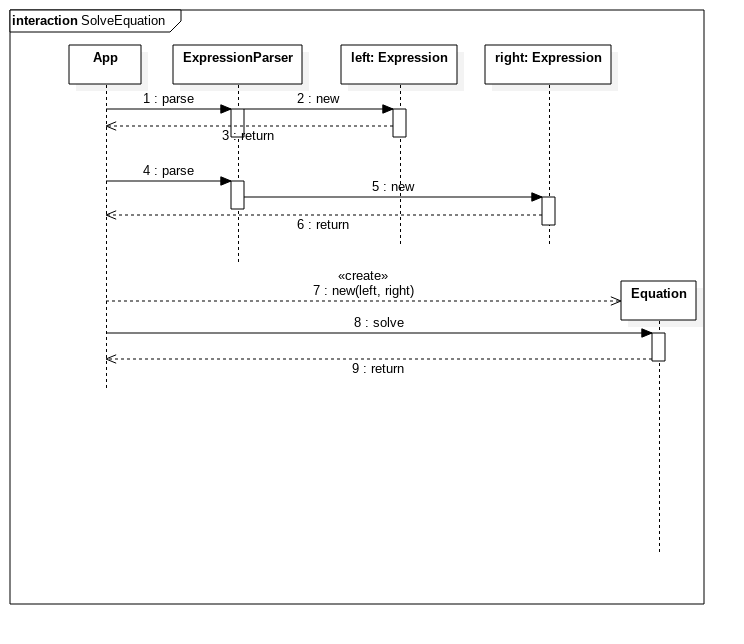 interaction SolveEquation
App
ExpressionParser
left: Expression
right: Expression
1 : parse
2 : new
3 : return
4 : parse
5 : new
6 : return
«create»
7 : new(left, right)
Equation
8 : solve
9 : return